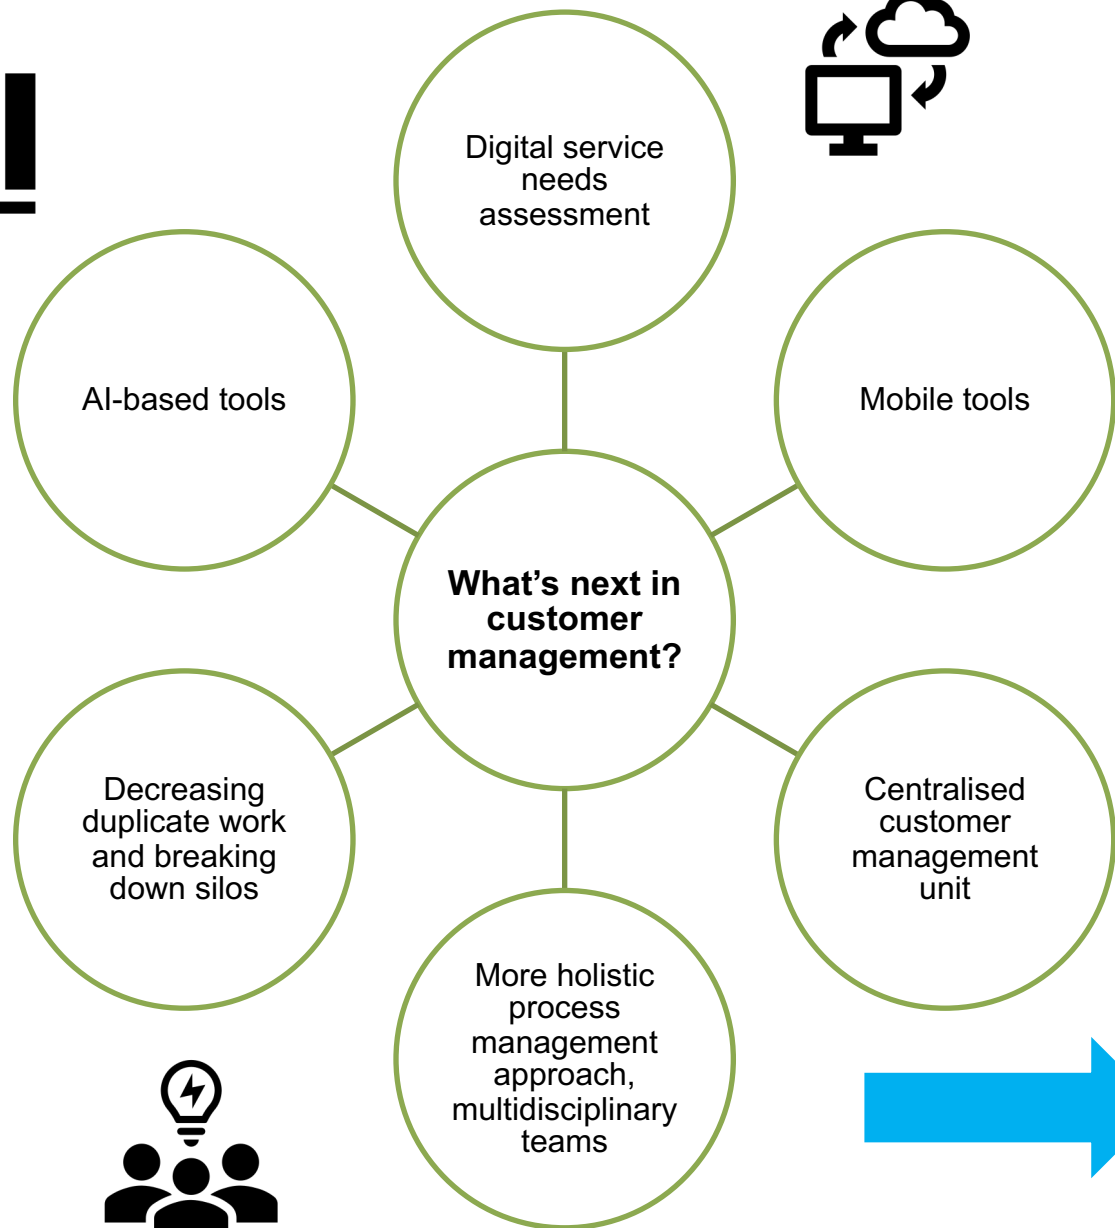 Digital service
needs
assessment
AI-based tools
Mobile tools
What’s next in
customer
management?
Decreasing
duplicate work
and breaking
down silos
Centralised
customer
management
unit
More holistic
process
management
approach,
multidisciplinary
teams